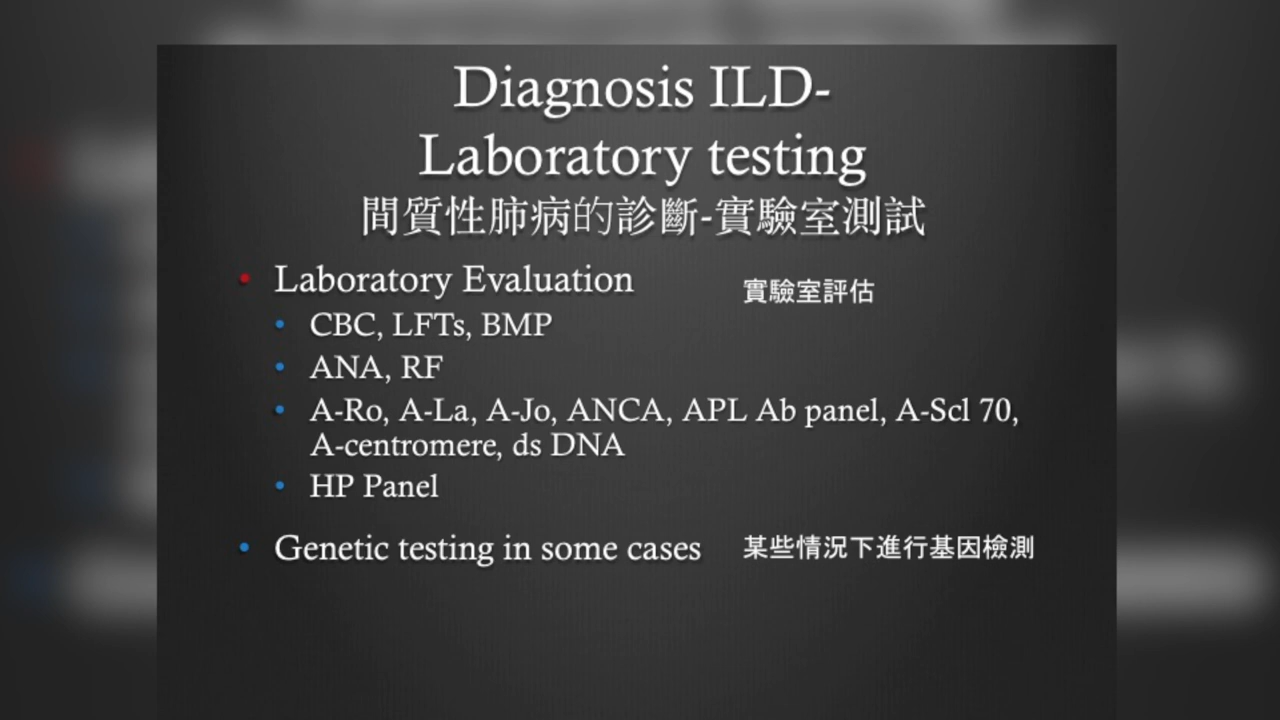 Diagnosis ILD-
Laboratory testing
間質性肺病的診斷-實驗室測試
• Laboratory Evaluation 實驗室評估
• CBC, LFTs, BMP
• ANA, RF
• A-Ro, A-La, A-Jo, ANCA, APL Ab panel, A-Scl 70,
A-centromere, ds DNA
• HP Panel
• Genetic testing in some cases 某些情況下進行基因檢測